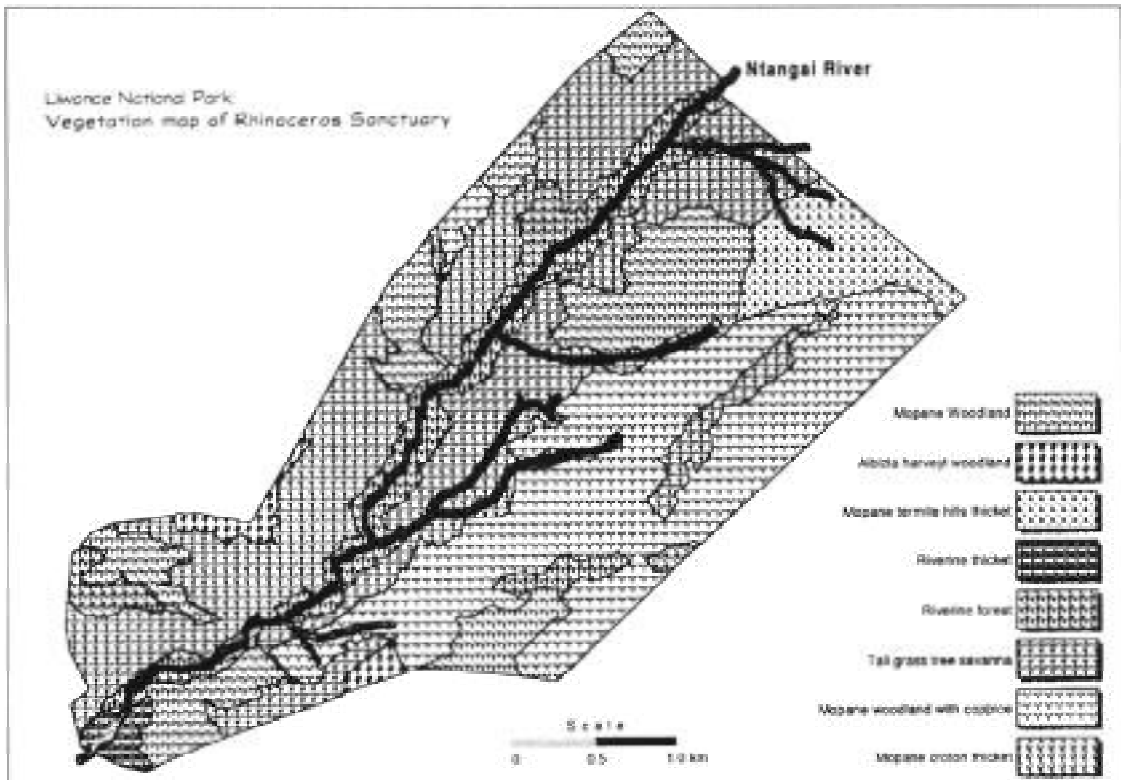 Liwonce National Park
Vegetation map of Rhinoceros Sanctuary
Ntangai River
Mopane Woodland
Albizia harveyi woodland
Mopane termite hills thicket
Riverine thicket
Riverine forest
Tall grass tree savanna
Mopane woodland with coppice
Mopane croton thicket
Scale
0 0.5 1.0 km